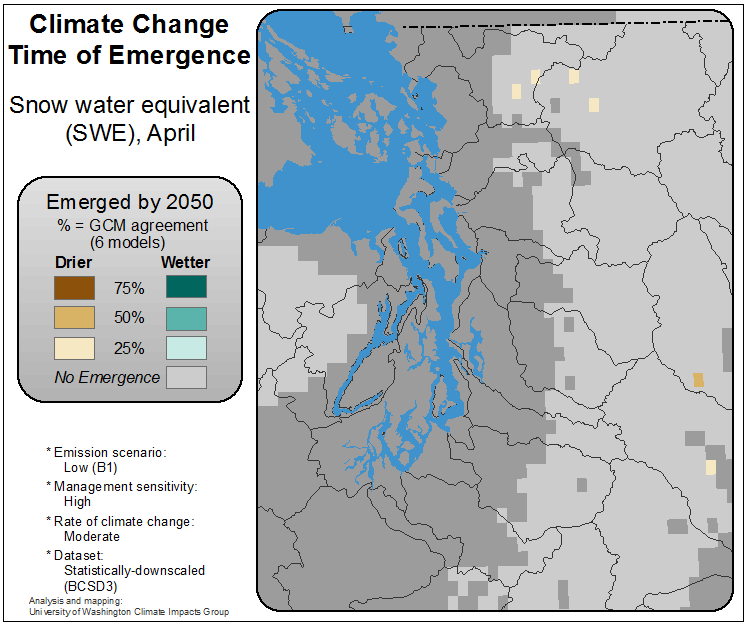 Climate Change
Time of Emergence
Snow water equivalent
(SWE), April
Emerged by 2050
% = GCM agreement
(6 models)
Drier Wetter
75%
50%
25%
No Emergence
* Emission scenario:
Low (B1)
* Management sensitivity:
High
* Rate of climate change:
Moderate
* Dataset:
Statistically-downscaled
(BCSD3)
Analysis and mapping:
University of Washington Climate Impacts Group